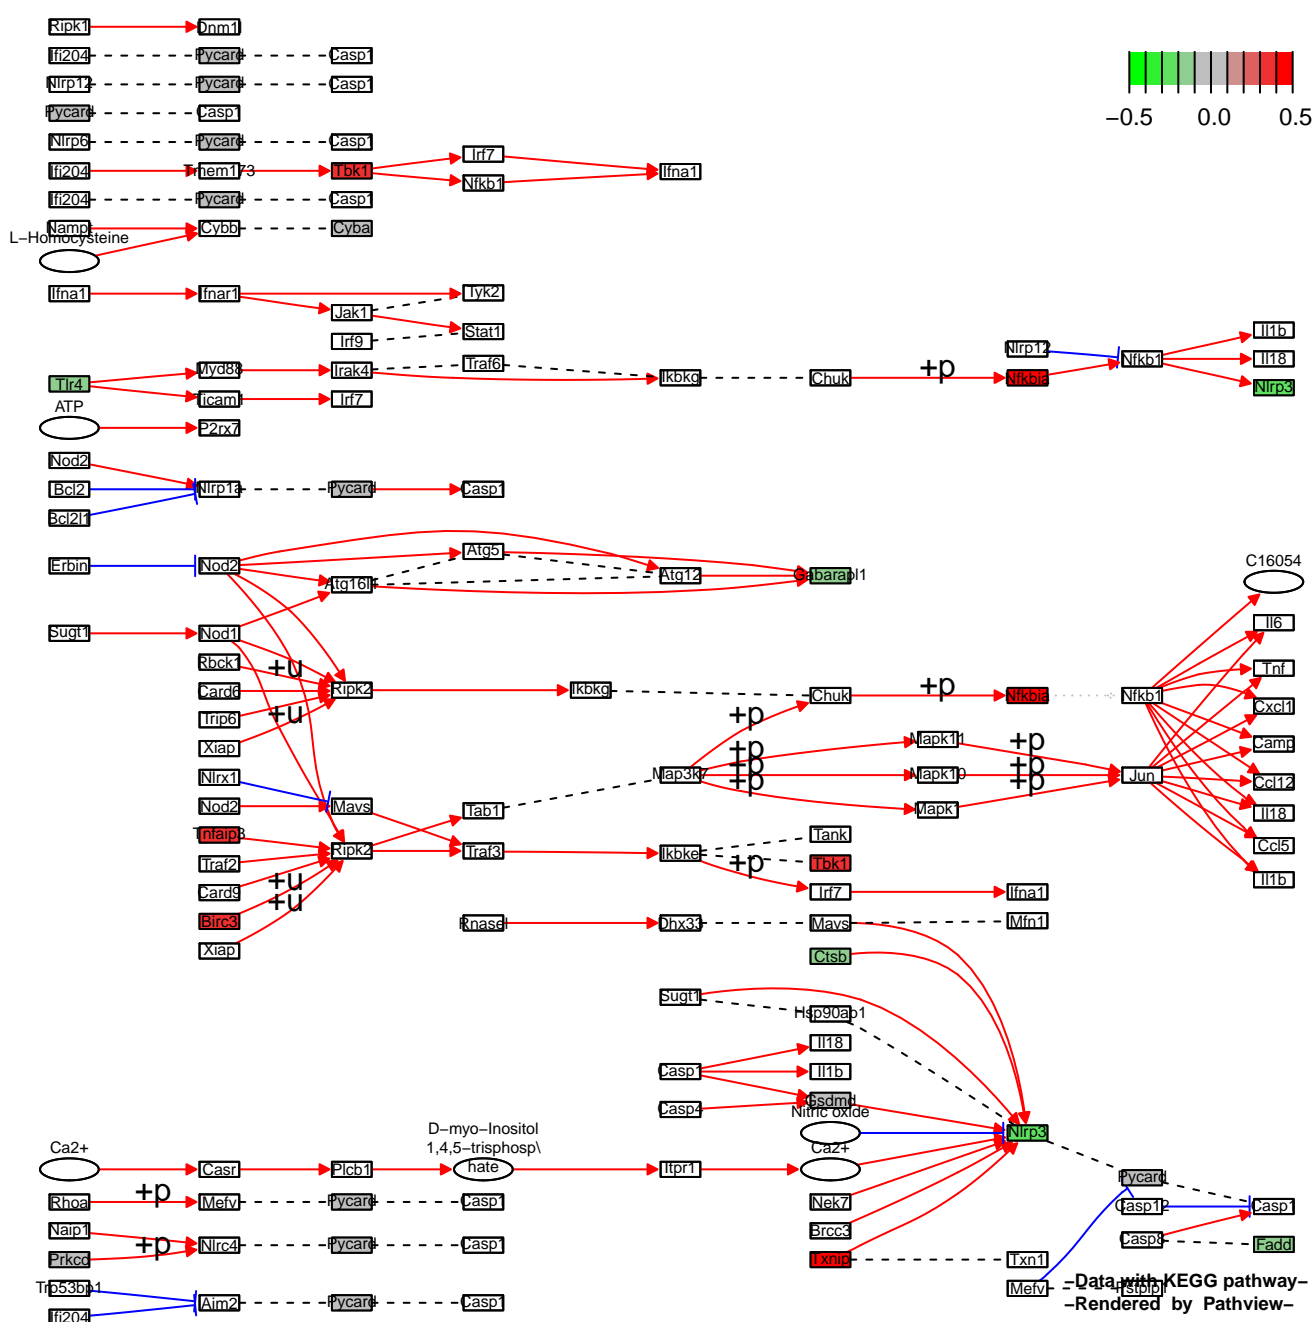 Ripk1 Dnm1l
Ifi204 Pycard Casp1
Nlrp12 Pycard Casp1
−0.5 0.0 0.5
Pycard Casp1
Nlrp6 Pycard Casp1
Irf7
Ifi204 Tmem173 Tbk1 Ifna1
Nfkb1
Ifi204 Pycard Casp1
Nampt Cybb Cyba
L−Homocysteine
Ifna1 Ifnar1 Tyk2
Jak1
Stat1 Il1b
Irf9
Nlrp12 Nfkb1 Il18
Myd88 Irak4 Traf6
+p
Tlr4 Ikbkg Chuk Nfkbia Nlrp3
Ticam1 Irf7
ATP
P2rx7
Nod2
Bcl2 Nlrp1a Pycard Casp1
Bcl2l1
Atg5
C16054
Erbin Nod2
Atg16l1 Atg12 Gabarapl1
Il6
Sugt1 Nod1
Rbck1 +u Tnf
Card6 Ripk2 Ikbkg Chuk +p Nfkbia Nfkb1
Cxcl1
Trip6 +u +p
Xiap +p Mapk11 +p Camp
Nlrx1 Map3k7 +p Mapk10 +p Jun Ccl12
+p +p
Nod2 Mavs Tab1 Mapk1 Il18
Tnfaip3 Tank
Ripk2 Traf3 Ikbke Ccl5
Traf2 +p Tbk1
Card9 +u Irf7 Ifna1 Il1b
+u
Birc3 Rnasel Dhx33 Mavs Mfn1
Xiap
Ctsb
Sugt1
Hsp90ab1
Il18
Casp1 Il1b
Gsdmd
Casp4
Nitric oxide
D−myo−Inositol Nlrp3
Ca2+ 1,4,5−trisphosp\ Ca2+
Casr Plcb1 hate Itpr1
Pycard
Rhoa +p Mefv Pycard Casp1 Nek7
Casp12 Casp1
Naip1 Brcc3
+p Nlrc4 Pycard Casp1 Casp8 Fadd
Prkcd Txnip Txn1
Trp53bp1 Mefv Pstpip1
−Data with KEGG pathway−
Aim2 Pycard Casp1
−Rendered by Pathview−
Ifi204